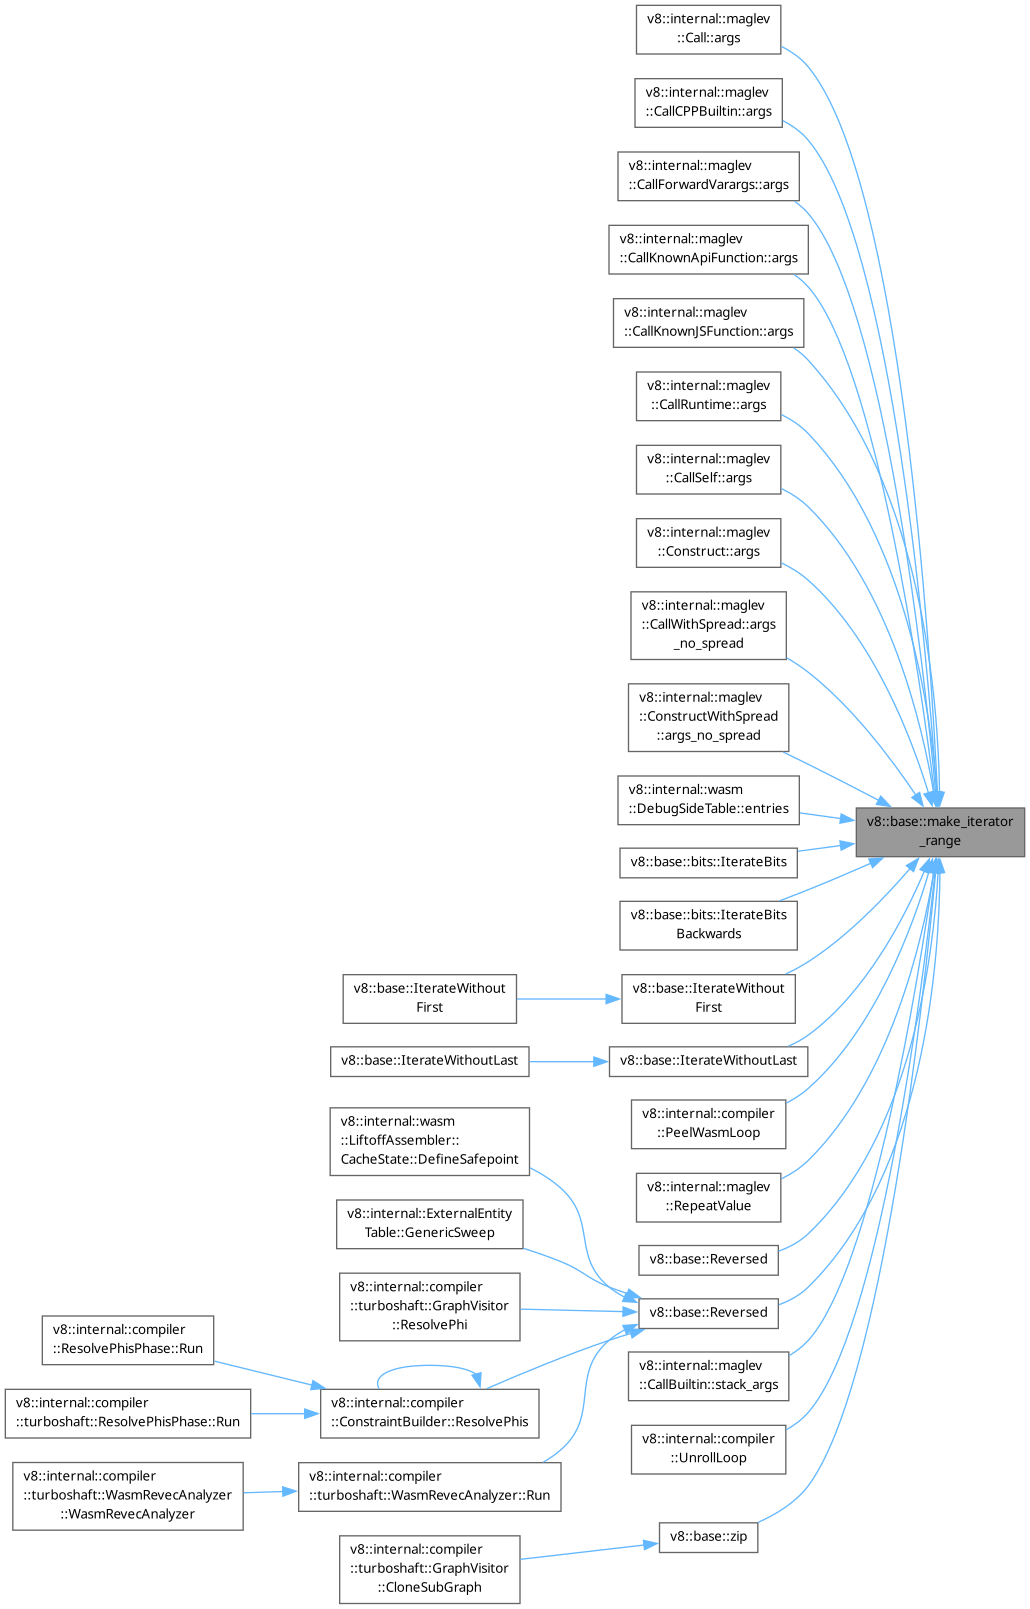 v8::internal::maglev
::Call::args
v8::internal::maglev
::CallCPPBuiltin::args
v8::internal::maglev
::CallForwardVarargs::args
v8::internal::maglev
::CallKnownApiFunction::args
v8::internal::maglev
::CallKnownJSFunction::args
v8::internal::maglev
::CallRuntime::args
v8::internal::maglev
::CallSelf::args
v8::internal::maglev
::Construct::args
v8::internal::maglev
::CallWithSpread::args
_no_spread
v8::internal::maglev
::ConstructWithSpread
::args_no_spread
v8::internal::wasm
::DebugSideTable::entries
v8::base::make_iterator
_range
v8::base::bits::IterateBits
v8::base::bits::IterateBits
Backwards
v8::base::IterateWithout
First
v8::base::IterateWithout
First
v8::base::IterateWithoutLast
v8::base::IterateWithoutLast
v8::internal::compiler
::PeelWasmLoop
v8::internal::wasm
::LiftoffAssembler::
CacheState::DefineSafepoint
v8::internal::maglev
::RepeatValue
v8::internal::ExternalEntity
Table::GenericSweep
v8::base::Reversed
v8::internal::compiler
::turboshaft::GraphVisitor
::ResolvePhi
v8::base::Reversed
v8::internal::compiler
::ResolvePhisPhase::Run
v8::internal::maglev
::CallBuiltin::stack_args
v8::internal::compiler
::turboshaft::ResolvePhisPhase::Run
v8::internal::compiler
::ConstraintBuilder::ResolvePhis
v8::internal::compiler
::UnrollLoop
v8::internal::compiler
::turboshaft::WasmRevecAnalyzer
::WasmRevecAnalyzer
v8::internal::compiler
::turboshaft::WasmRevecAnalyzer::Run
v8::base::zip
v8::internal::compiler
::turboshaft::GraphVisitor
::CloneSubGraph